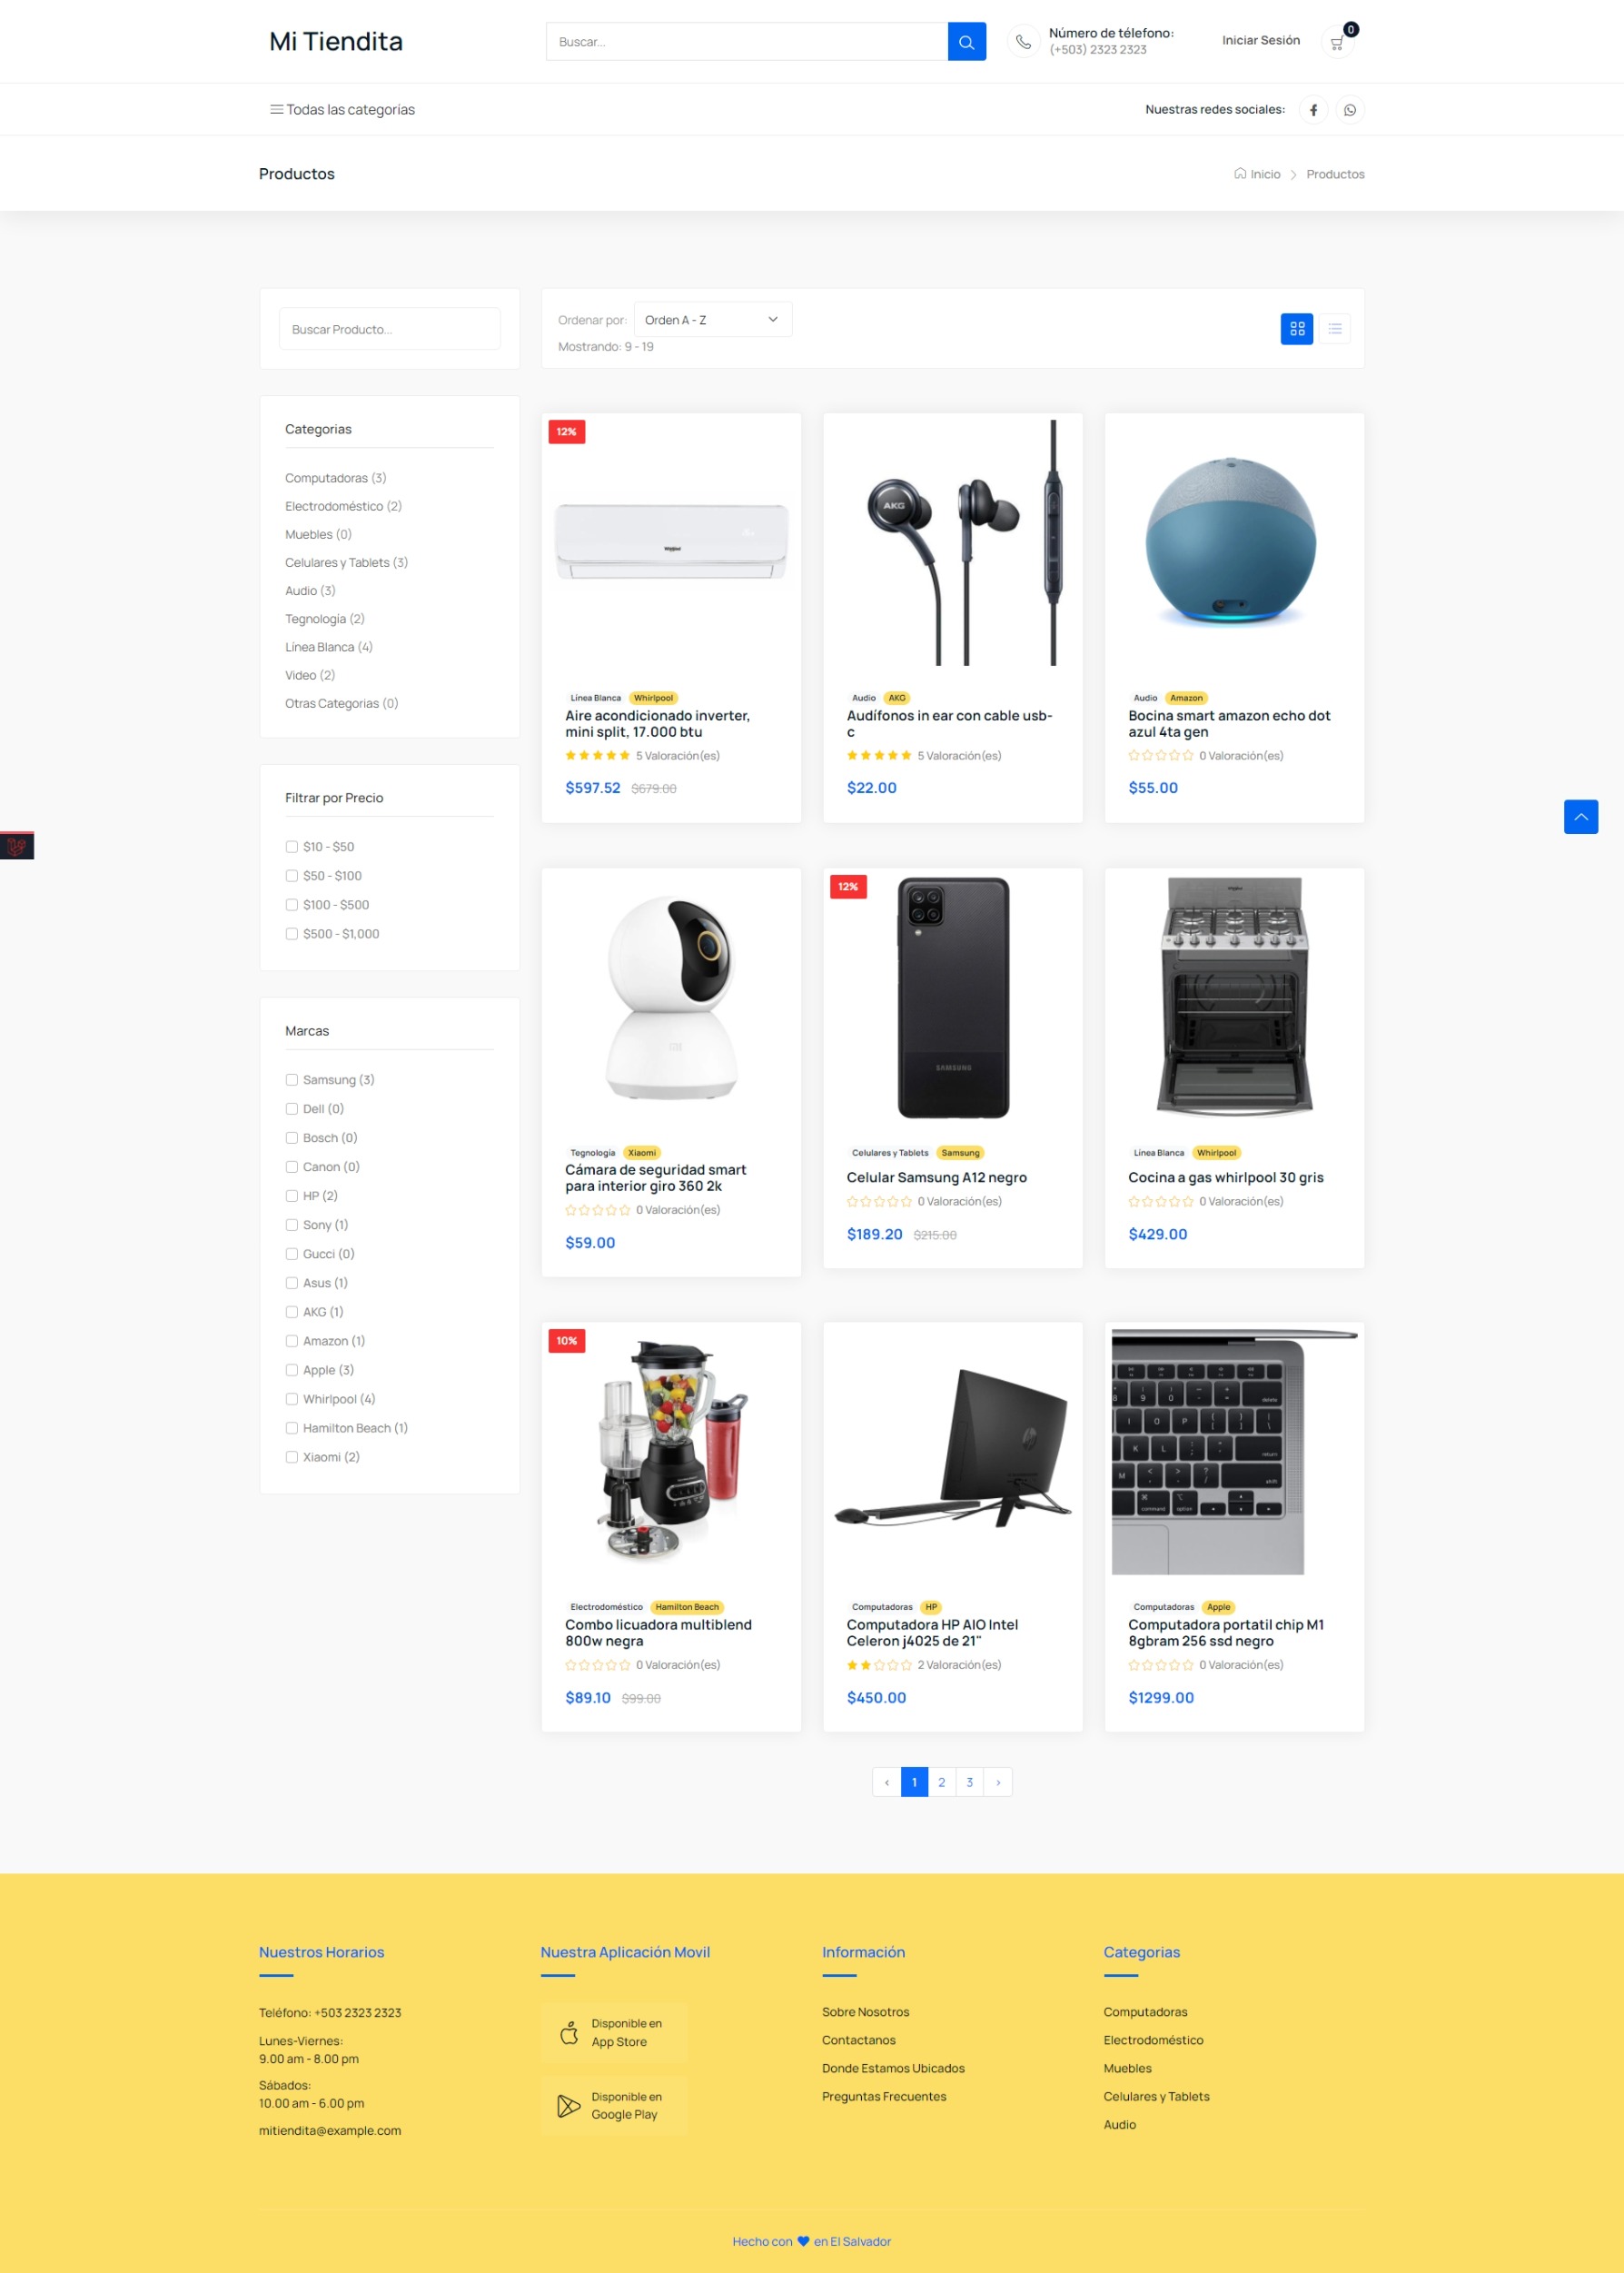 Mi Tiendita
Buscar...
Número de télefono:
(+503) 2323 2323
Iniciar Sesión
0
Todas las categorías
Nuestras redes sociales:
Productos
Inicio
Productos
Buscar Producto...
Ordenar por: Orden A - Z
Mostrando: 9 - 19
Categorias
Computadoras (3)
Electrodoméstico (2)
Muebles (0)
Celulares y Tablets (3)
Audio (3)
Tegnología (2)
Línea Blanca (4)
Video (2)
Otras Categorias (0)
Filtrar por Precio
$10 - $50
$50 - $100
$100 - $500
$500 - $1,000
Marcas
Samsung (3)
Dell (0)
Bosch (0)
Canon (0)
HP (2)
Sony (1)
Gucci (0)
Asus (1)
AKG (1)
Amazon (1)
Apple (3)
Whirlpool (4)
Hamilton Beach (1)
Xiaomi (2)
12%
Línea Blanca Whirlpool
Aire acondicionado inverter,
mini split, 17.000 btu
5 Valoración(es)
$597.52 $679.00
AKG
Audio AKG
Audífonos in ear con cable usb-
c
5 Valoración(es)
$22.00
Audio Amazon
Bocina smart amazon echo dot
azul 4ta gen
0 Valoración(es)
$55.00
Tegnología Xiaomi
Cámara de seguridad smart
para interior giro 360 2k
0 Valoración(es)
$59.00
12%
SAMSUNG
Celulares y Tablets Samsung
Celular Samsung A12 negro
0 Valoración(es)
$189.20 $215.00
Línea Blanca Whirlpool
Cocina a gas whirlpool 30 gris
0 Valoración(es)
$429.00
10%
Electrodoméstico Hamilton Beach
Combo licuadora multiblend
800w negra
0 Valoración(es)
$89.10 $99.00
Computadoras HP
Computadora HP AIO Intel
Celeron j4025 de 21"
2 Valoración(es)
$450.00
delete
return
shift
command option
Computadoras Apple
Computadora portatil chip M1
8gbram 256 ssd negro
0 Valoración(es)
$1299.00
‹ 1 2 3 ›
Nuestros Horarios
Teléfono: +503 2323 2323
Lunes-Viernes:
9.00 am - 8.00 pm
Sábados:
10.00 am - 6.00 pm
mitiendita@example.com
Nuestra Aplicación Movil
Disponible en
App Store
Disponible en
Google Play
Información
Sobre Nosotros
Contactanos
Donde Estamos Ubicados
Preguntas Frecuentes
Categorias
Computadoras
Electrodoméstico
Muebles
Celulares y Tablets
Audio
Hecho con ♥ en El Salvador